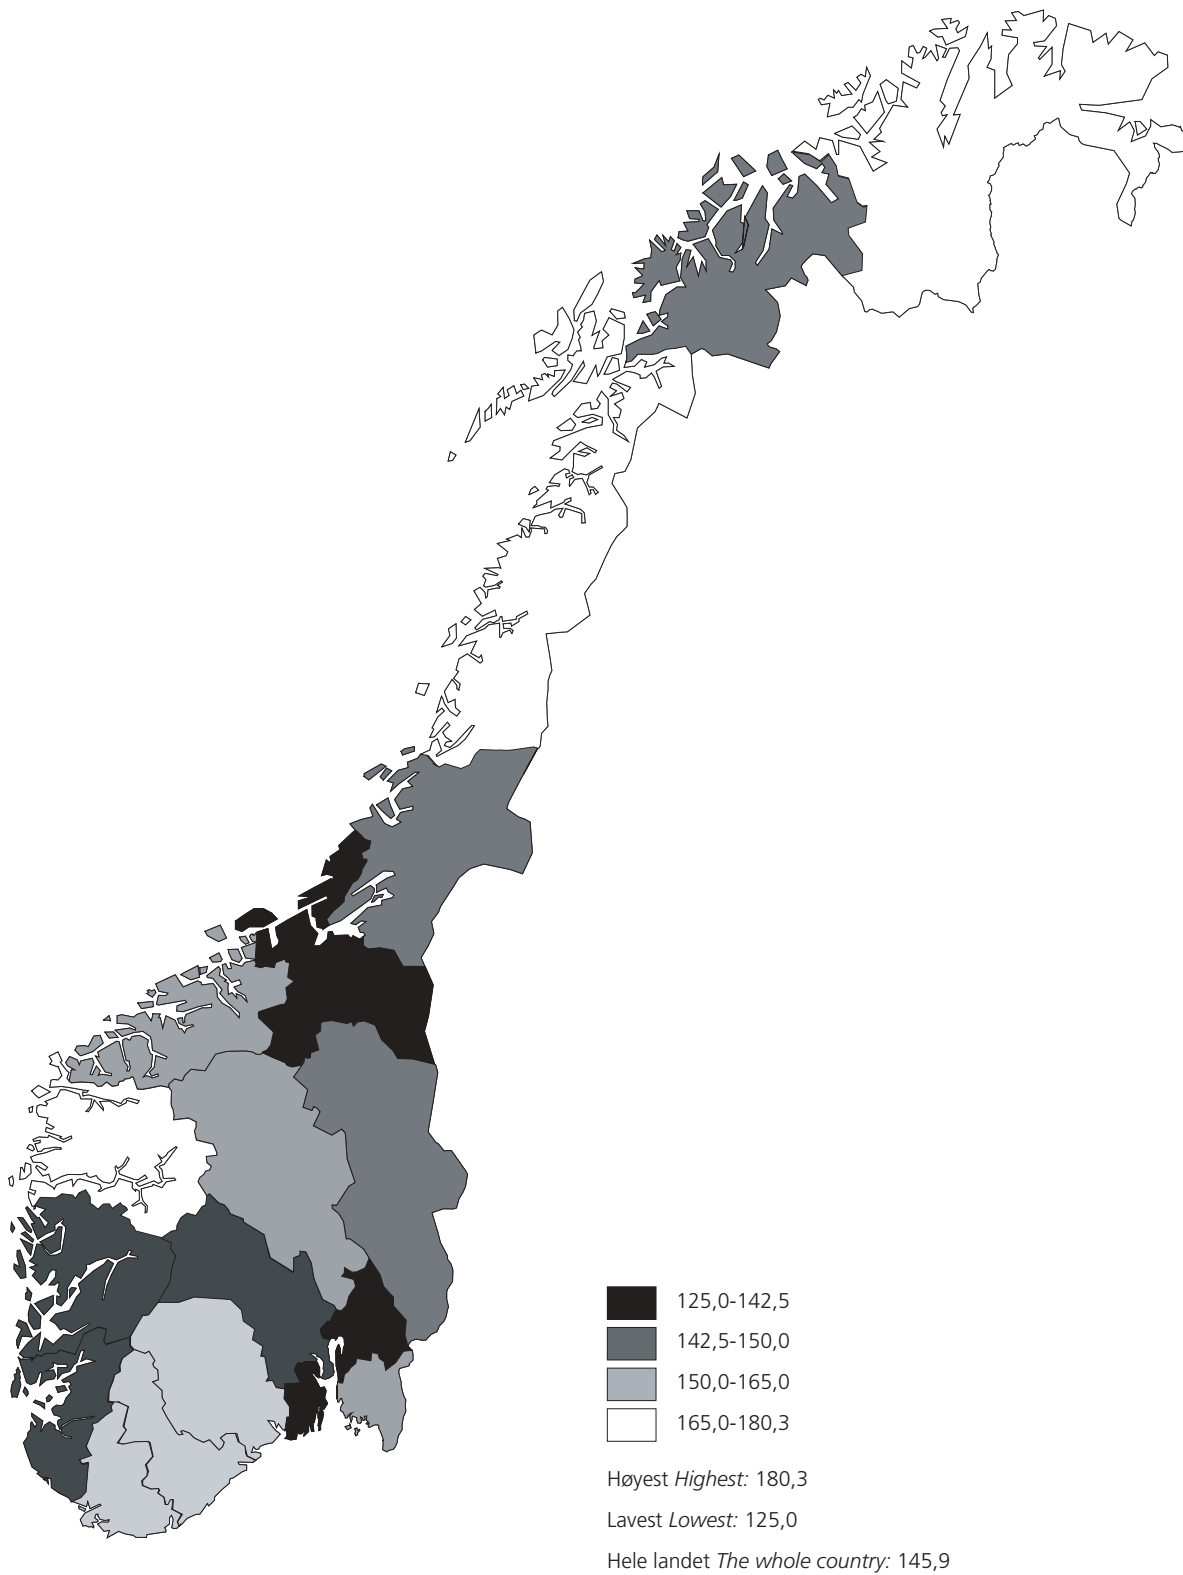 125,0-142,5
142,5-150,0
150,0-165,0
165,0-180,3
Høyest Highest: 180,3
Lavest Lowest: 125,0
Hele landet The whole country: 145,9